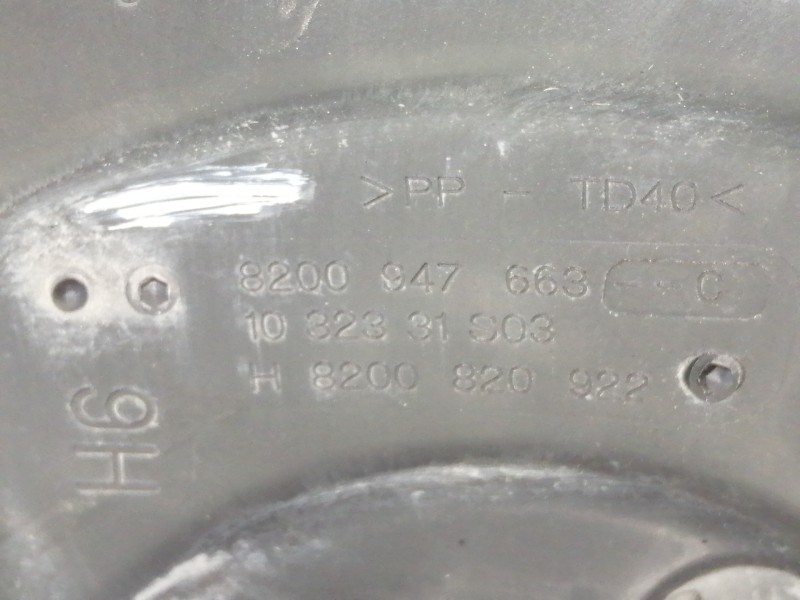 >PP - TD40<
8200 947 663 --C
10 323 31 S03
H 8200 820 922
H6